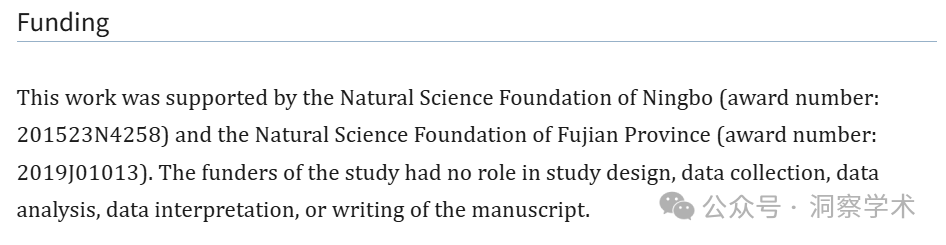 Funding
This work was supported by the Natural Science Foundation of Ningbo (award number:
201523N4258) and the Natural Science Foundation of Fujian Province (award number:
2019J01013). The funders of the study had no role in study design, data collection, data
analysis, data interpretation, or writing of the manuscript.
公众号 · 洞察学术